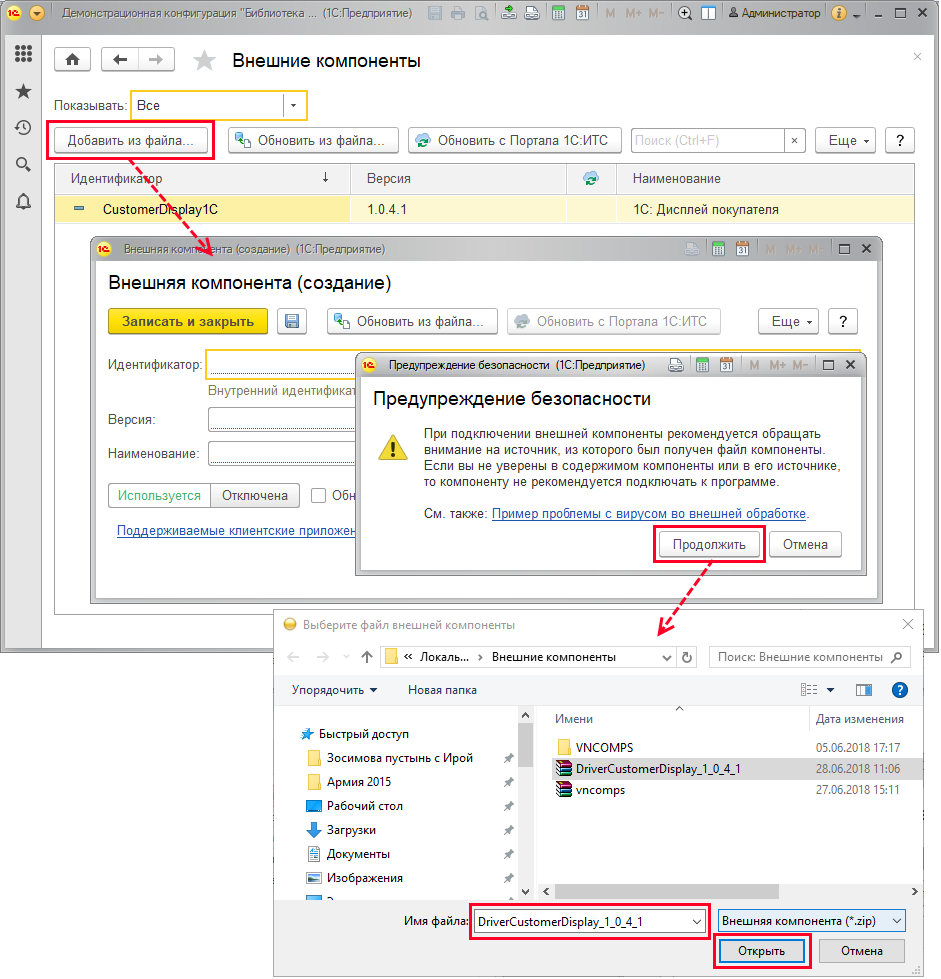 Демонстрационная конфигурация "Библиотека ... (1С:Предприятие) M M+ M- Администратор
Внешние компоненты
Показывать: Все
Добавить из файла... Обновить из файла... Обновить с Портала 1С:ИТС Поиск (Ctrl+F) × Еще ?
Идентификатор ↓ Версия Наименование
CustomerDisplay1C 1.0.4.1 1С: Дисплей покупателя
Внешняя компонента (создание) (1С:Предприятие) 31 M M+ M-
Внешняя компонента (создание)
Записать и закрыть Обновить из файла... Обновить с Портала 1С:ИТС Еще ?
Идентификатор:
Внутренний идентификат
Версия:
Наименование:
Используется Отключена Обн
Поддерживаемые клиентские приложен
Предупреждение безопасности (1С:Предприятие) 31 M M+ M-
Предупреждение безопасности
При подключении внешней компоненты рекомендуется обращать
внимание на источник, из которого был получен файл компоненты.
Если вы не уверены в содержимом компоненты или в его источнике,
то компоненту не рекомендуется подключать к программе.
См. также: Пример проблемы с вирусом во внешней обработке.
Продолжить Отмена
Выберите файл внешней компоненты
« Локаль... › Внешние компоненты Поиск: Внешние компоненты
Упорядочить Новая папка ?
Имени Дата изменения
Быстрый доступ
Зосимова пустынь с Ирой
Армия 2015
Рабочий стол
Загрузки
Документы
Изображения
VNCOMPS 05.06.2018 17:17
DriverCustomerDisplay_1_0_4_1 28.06.2018 11:06
vncomps 27.06.2018 15:11
Имя файла: DriverCustomerDisplay_1_0_4_1 Внешняя компонента (*.zip)
Открыть Отмена